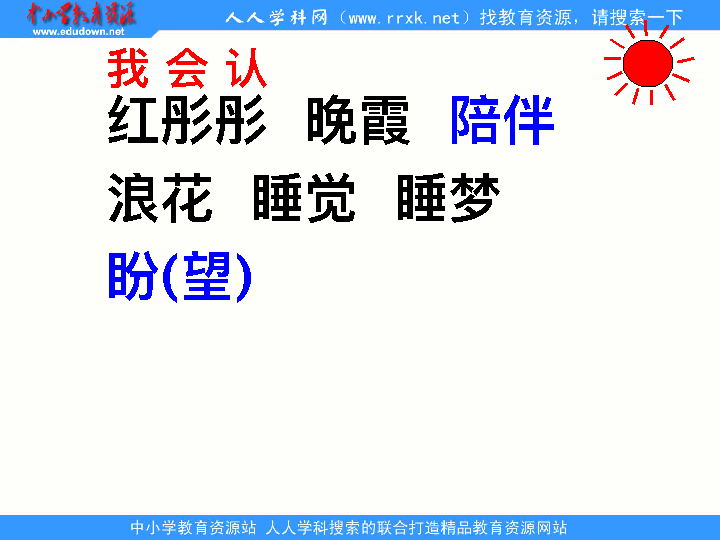 中小学教育资源
www.edudown.net
人人学科网（www.rrxk.net）找教育资源，请搜索一下
我 会 认
红彤彤 晚霞 陪伴
浪花 睡觉 睡梦
盼(望)
中小学教育资源站 人人学科搜索的联合打造精品教育资源网站